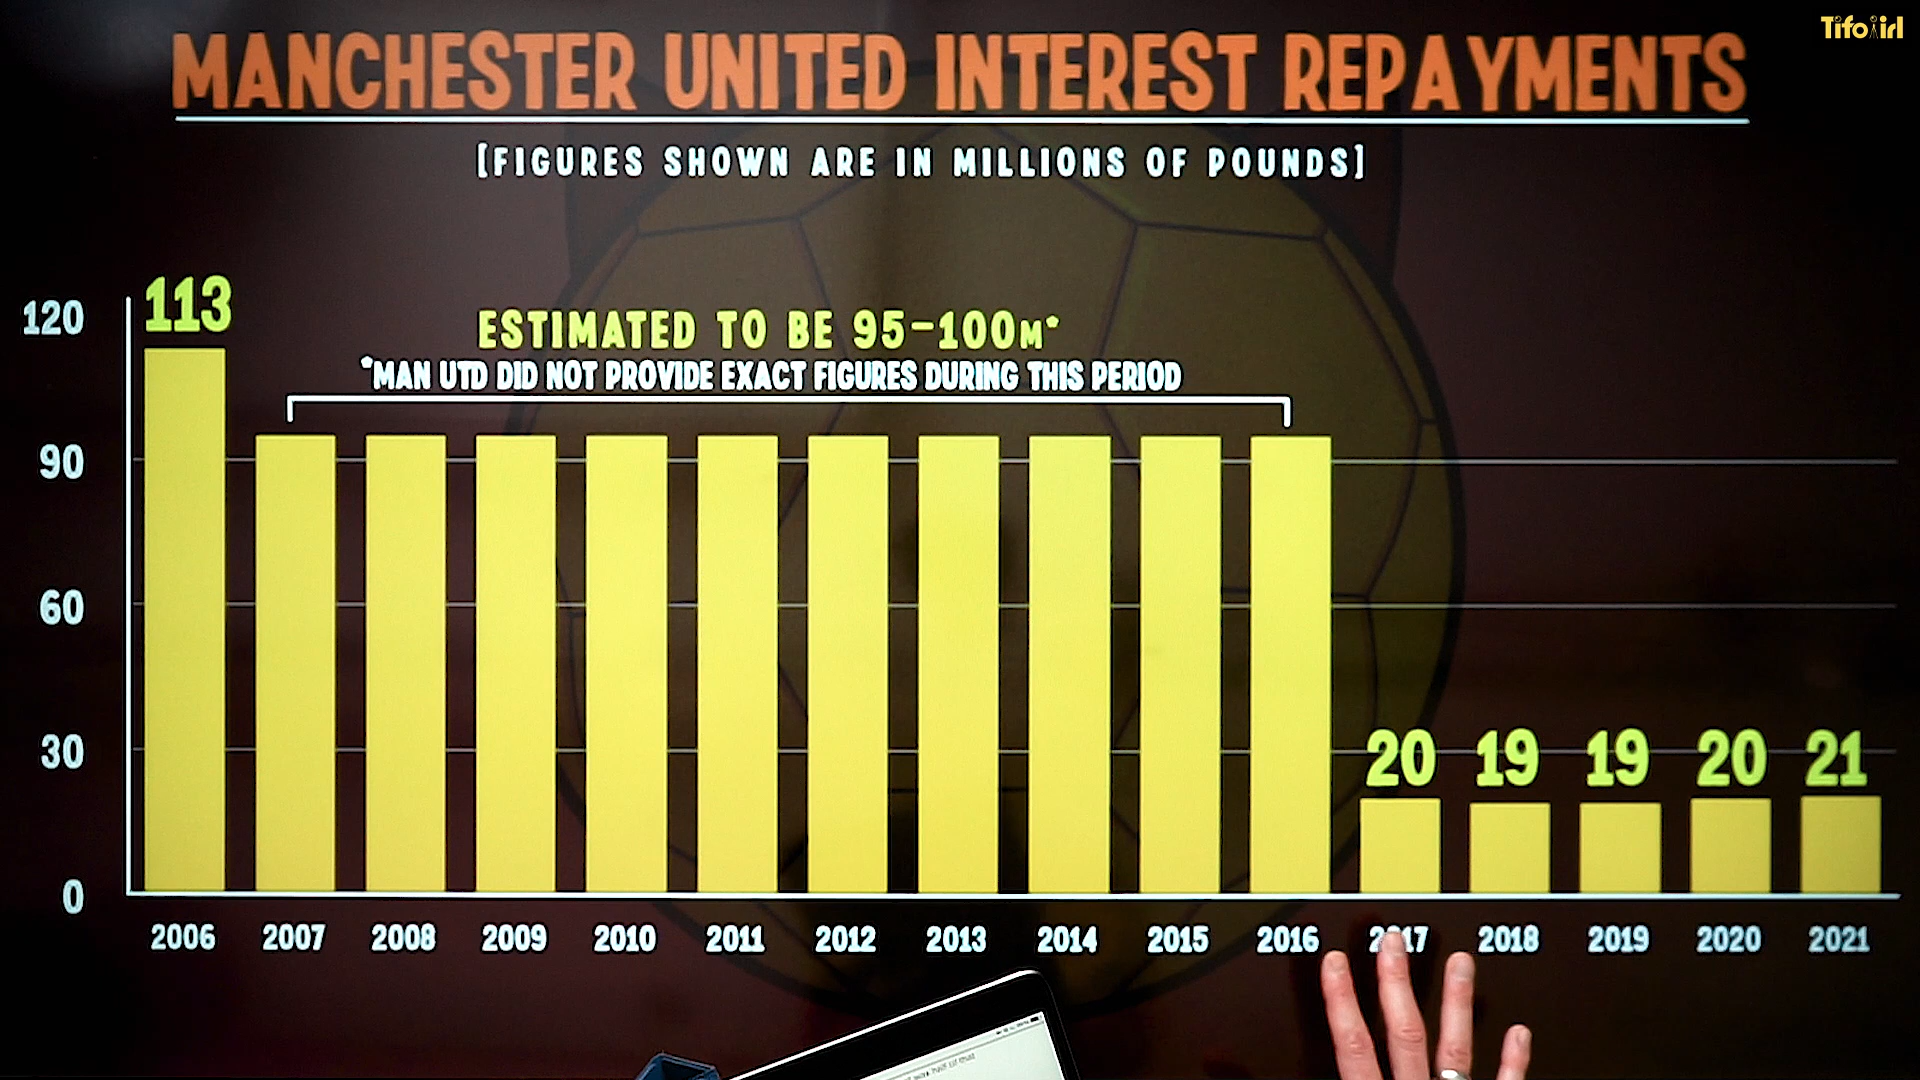 Tifo irl
MANCHESTER UNITED INTEREST REPAYMENTS
[FIGURES SHOWN ARE IN MILLIONS OF POUNDS]
113
ESTIMATED TO BE 95-100M*
*MAN UTD DID NOT PROVIDE EXACT FIGURES DURING THIS PERIOD
120
90
60
30
0
20 19 19 20 21
2006 2007 2008 2009 2010 2011 2012 2013 2014 2015 2016 2017 2018 2019 2020 2021